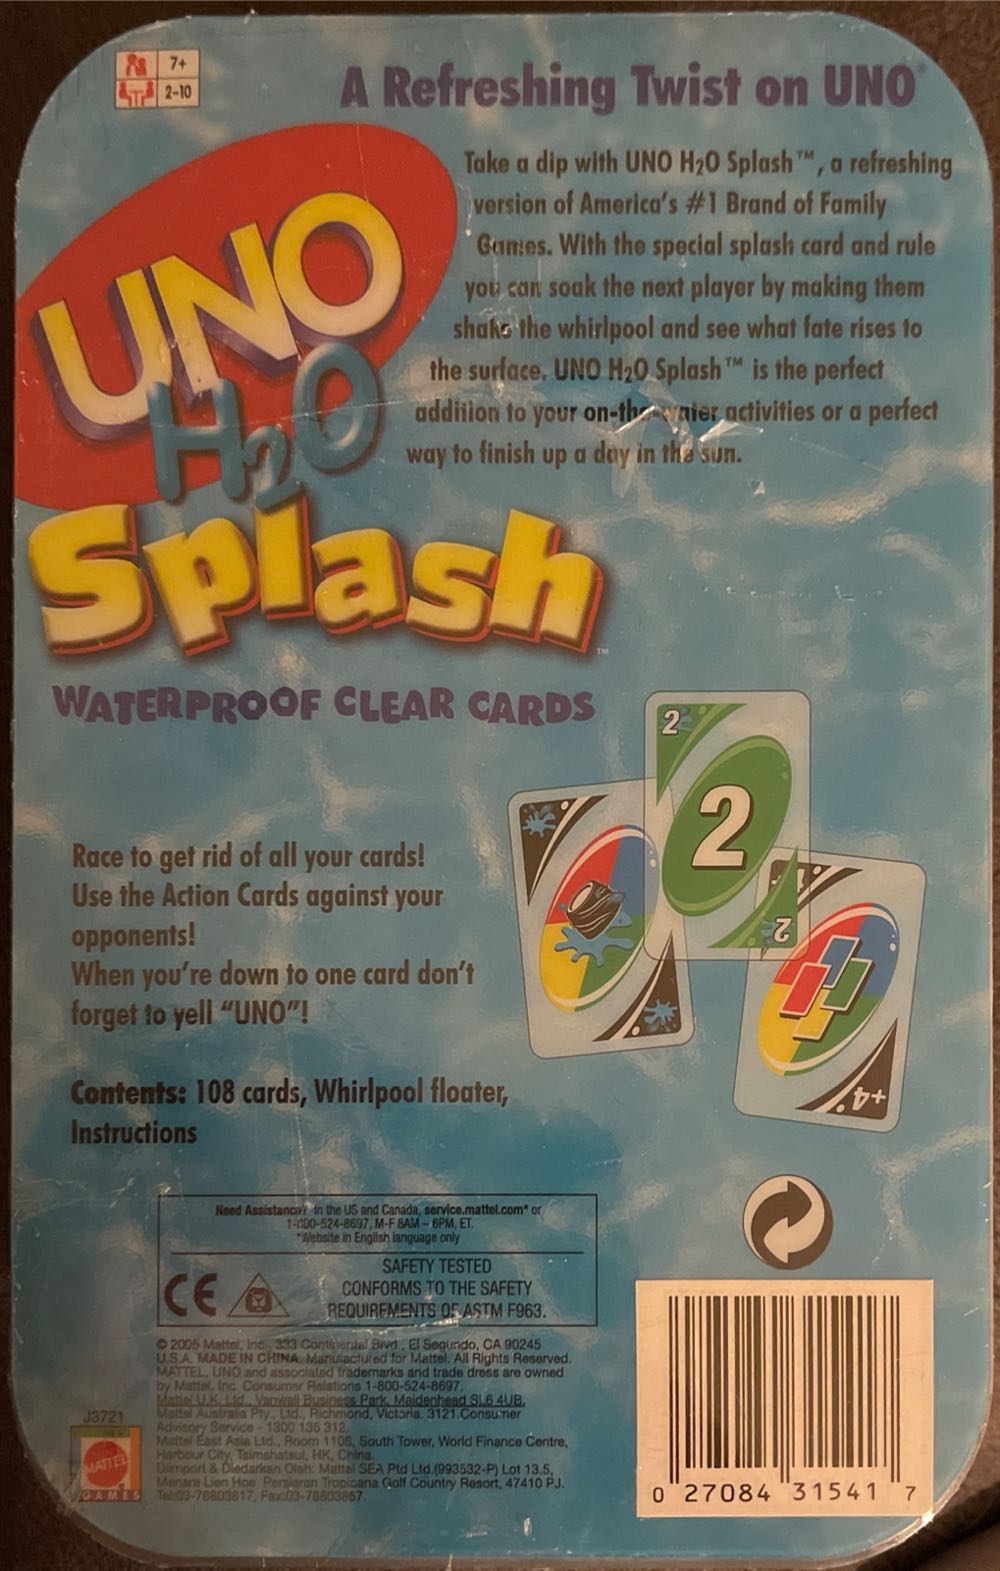 7+
2-10
A Refreshing Twist on UNO®
Take a dip with UNO H2O Splash™, a refreshing
version of America's #1 Brand of Family
Games. With the special splash card and rule
you can soak the next player by making them
shake the whirlpool and see what fate rises to
the surface. UNO H2O Splash™ is the perfect
addition to your on-the-water activities or a perfect
way to finish up a day in the sun.
UNO
H2O
Splash™
WATERPROOF CLEAR CARDS
2
2
2
+4
Race to get rid of all your cards!
Use the Action Cards against your
opponents!
When you're down to one card don't
forget to yell “UNO”!
Contents: 108 cards, Whirlpool floater,
Instructions
Need Assistance? In the US and Canada, service.mattel.com* or
1-800-524-8697, M-F 8AM – 6PM, ET.
*Website in English language only
CE
SAFETY TESTED
CONFORMS TO THE SAFETY
REQUIREMENTS OF ASTM F963.
© 2005 Mattel, Inc., 333 Continental Blvd., El Segundo, CA 90245
U.S.A. MADE IN CHINA. Manufactured for Mattel. All Rights Reserved.
MATTEL, UNO and associated trademarks and trade dress are owned
by Mattel, Inc. Consumer Relations 1-800-524-8697.
Mattel U.K. Ltd., Vanwall Business Park, Maidenhead SL6 4UB.
Mattel Australia Pty., Ltd., Richmond, Victoria. 3121.Consumer
Advisory Service - 1300 135 312.
Mattel East Asia Ltd., Room 1106, South Tower, World Finance Centre,
Harbour City, Tsimshatsui, HK, China.
Diimport & Diedarkan Oleh: Mattel SEA Ptd Ltd.(993532-P) Lot 13.5,
Menara Lien Hoe, Persiaran Tropicana Golf Country Resort, 47410 PJ.
Tel:03-78803817, Fax:03-78803867.
J3721
MATTEL
GAMES
0 27084 31541 7